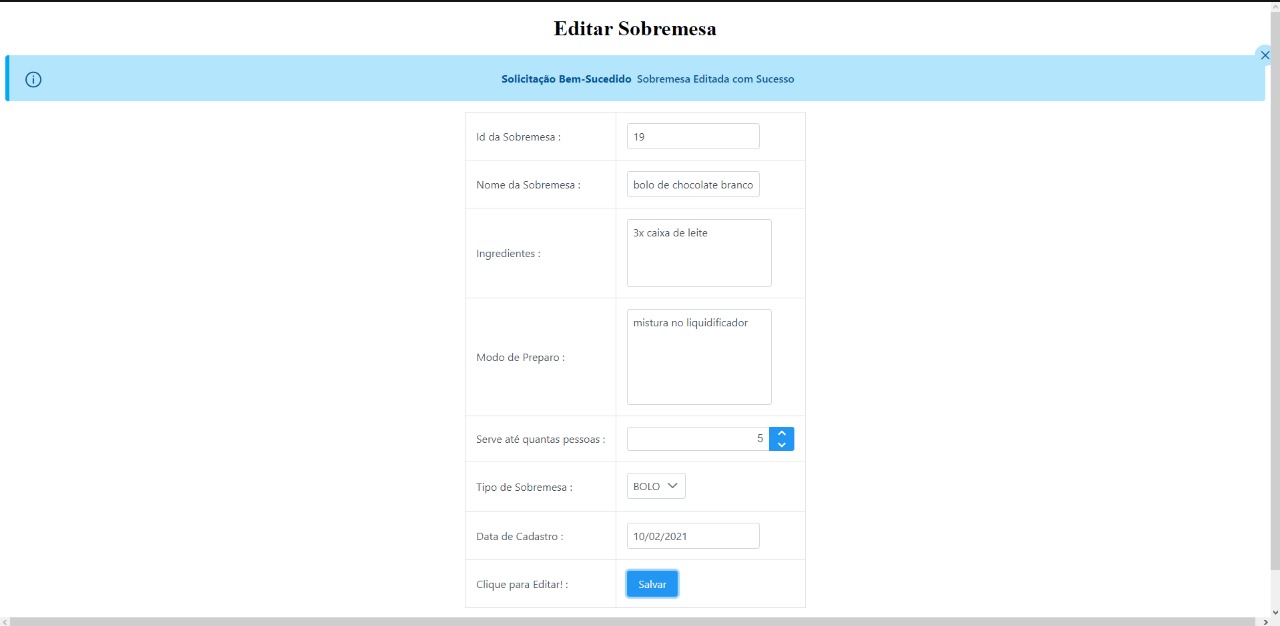 Editar Sobremesa
Solicitação Bem-Sucedido Sobremesa Editada com Sucesso
Id da Sobremesa : 19
Nome da Sobremesa : bolo de chocolate branco
Ingredientes : 3x caixa de leite
Modo de Preparo : mistura no liquidificador
Serve até quantas pessoas : 5
Tipo de Sobremesa : BOLO
Data de Cadastro : 10/02/2021
Clique para Editar! : Salvar